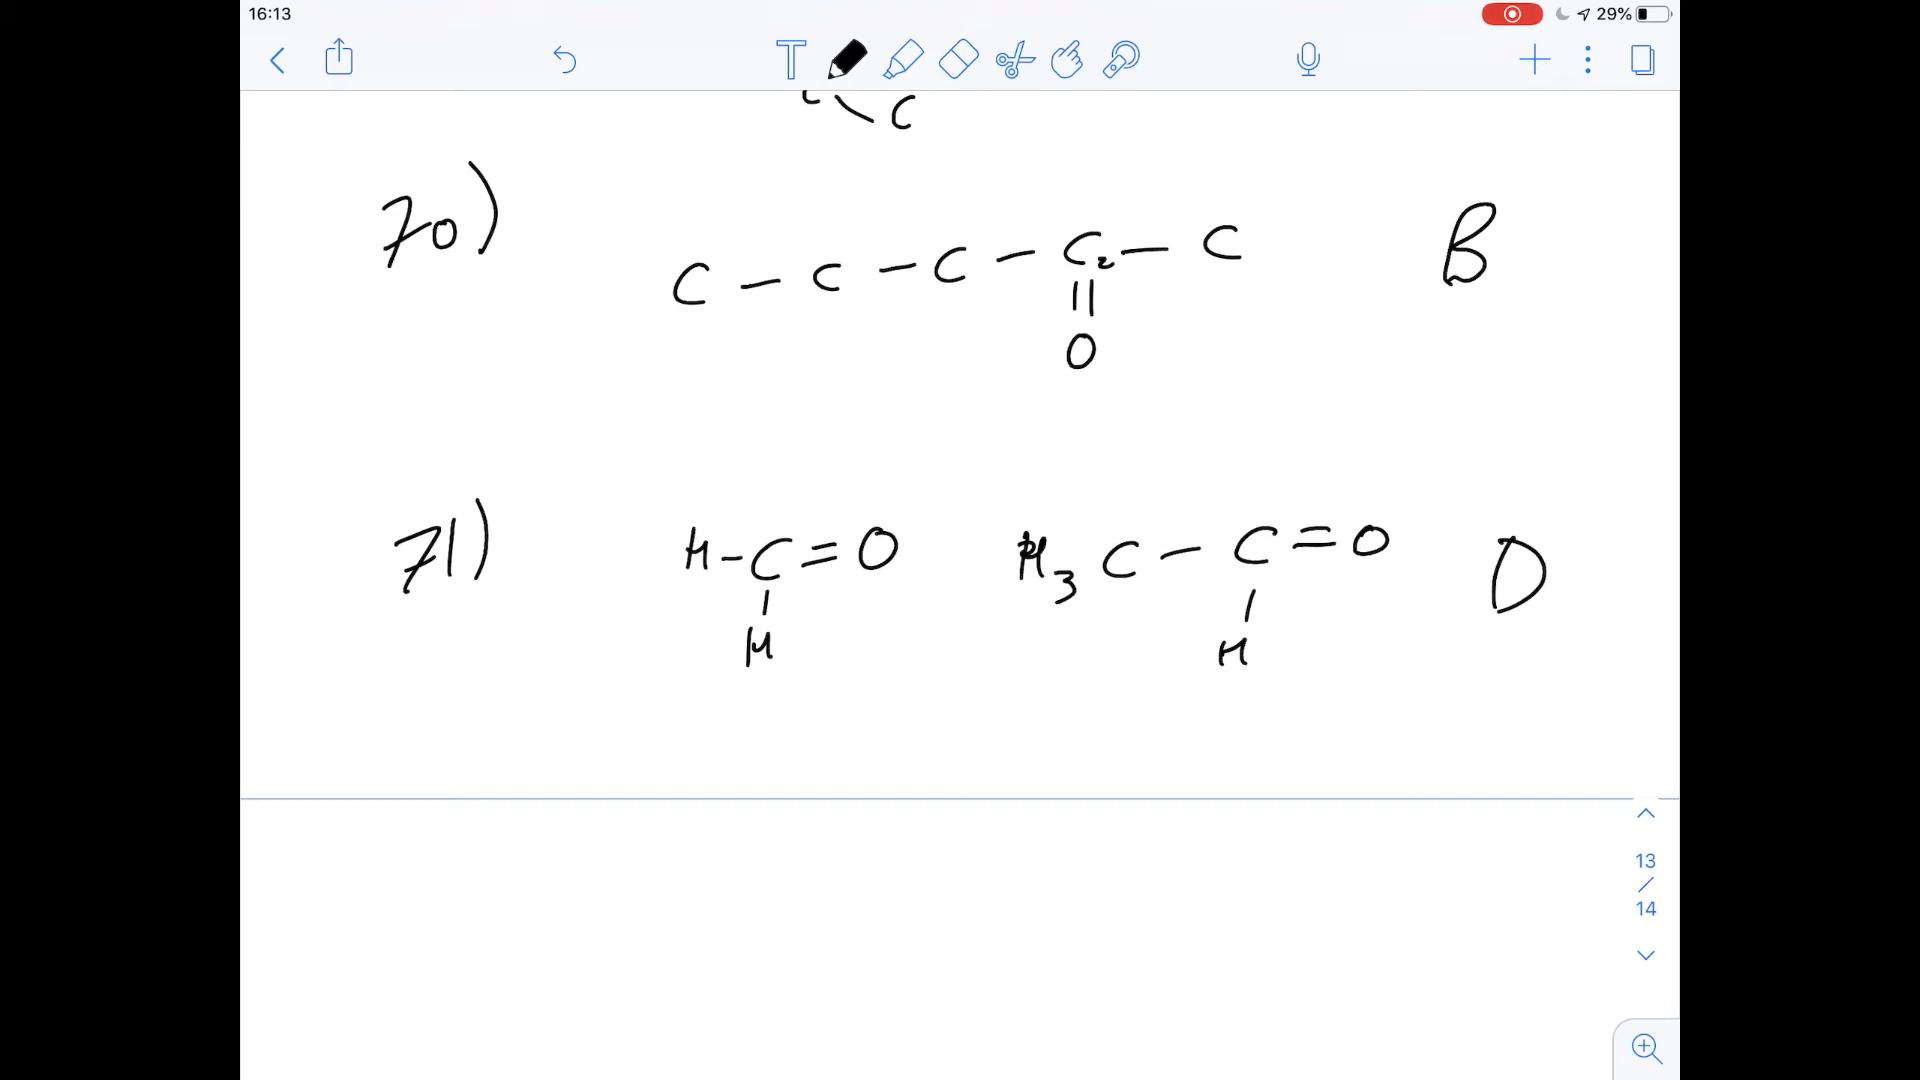 16:13 29%
T
C
70) C - C - C - C₂ - C B
||
O
71) H-C=O H₃C-C=O D
| |
H H
13
/
14